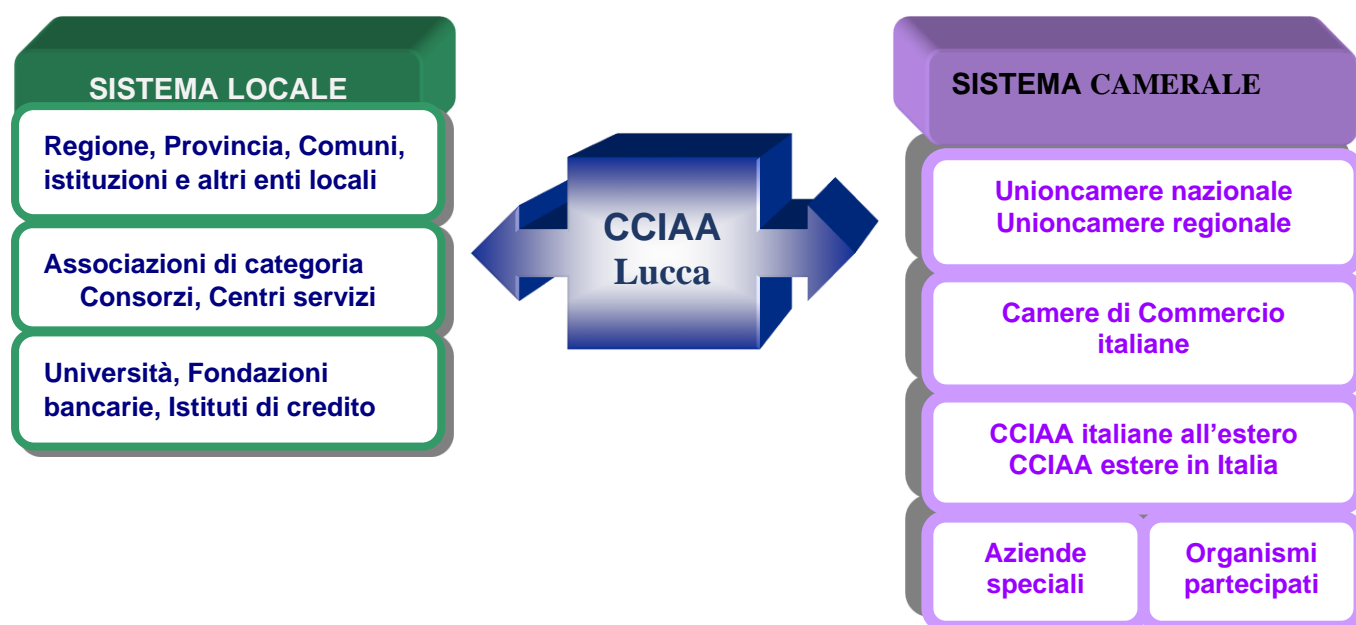 SISTEMA LOCALE
Regione, Provincia, Comuni,
istituzioni e altri enti locali
Associazioni di categoria
Consorzi, Centri servizi
Università, Fondazioni
bancarie, Istituti di credito
CCIAA
Lucca
SISTEMA CAMERALE
Unioncamere nazionale
Unioncamere regionale
Camere di Commercio
italiane
CCIAA italiane all’estero
CCIAA estere in Italia
Aziende
speciali
Organismi
partecipati